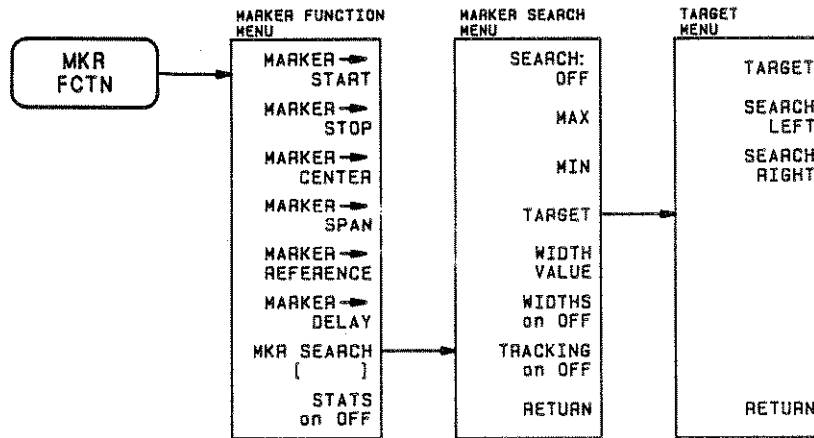 MKR
FCTN
MARKER FUNCTION
MENU
MARKER→
START
MARKER→
STOP
MARKER→
CENTER
MARKER→
SPAN
MARKER→
REFERENCE
MARKER→
DELAY
MKR SEARCH
[ ]
STATS
on OFF
MARKER SEARCH
MENU
SEARCH:
OFF
MAX
MIN
TARGET
WIDTH
VALUE
WIDTHS
on OFF
TRACKING
on OFF
RETURN
TARGET
MENU
TARGET
SEARCH
LEFT
SEARCH
RIGHT
RETURN